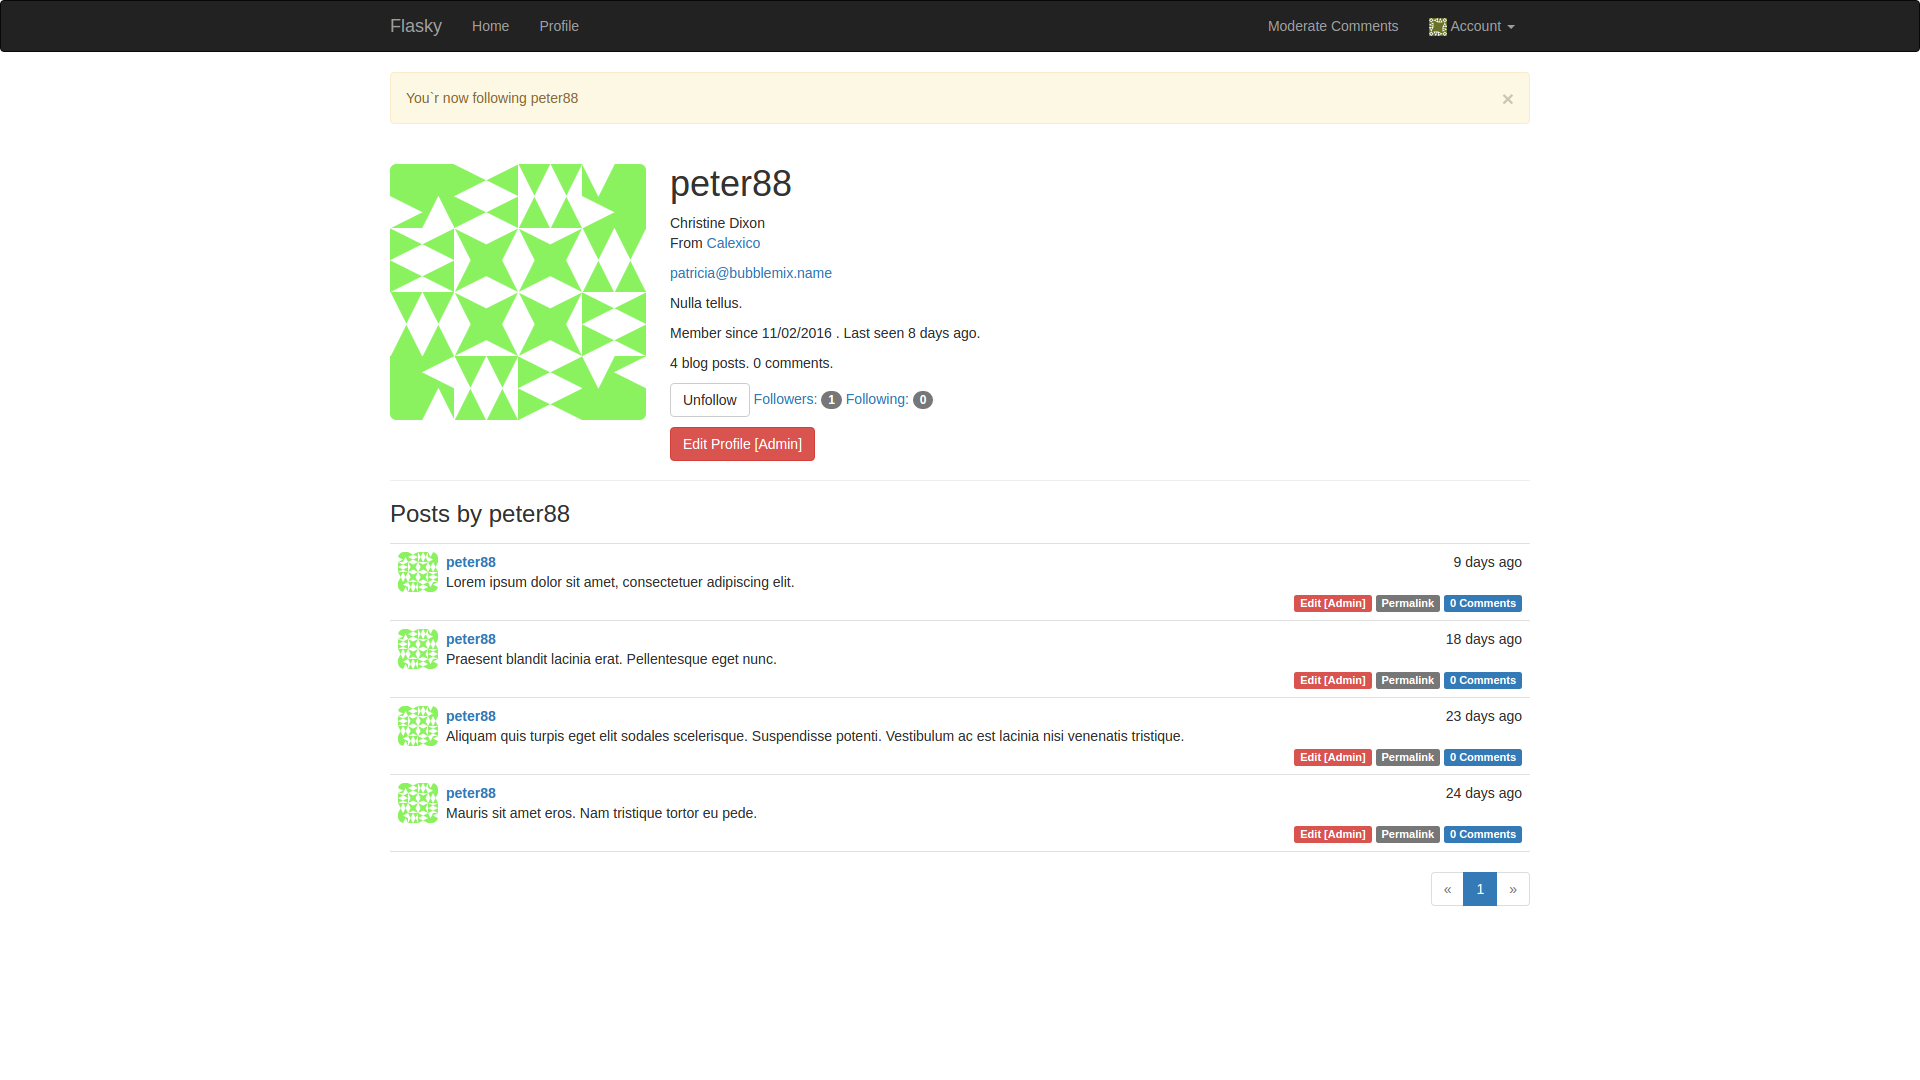 Flasky Home Profile Moderate Comments Account
You`r now following peter88 ×
peter88
Christine Dixon
From Calexico
patricia@bubblemix.name
Nulla tellus.
Member since 11/02/2016 . Last seen 8 days ago.
4 blog posts. 0 comments.
Unfollow Followers: 1 Following: 0
Edit Profile [Admin]
Posts by peter88
peter88 9 days ago
Lorem ipsum dolor sit amet, consectetuer adipiscing elit.
Edit [Admin] Permalink 0 Comments
peter88 18 days ago
Praesent blandit lacinia erat. Pellentesque eget nunc.
Edit [Admin] Permalink 0 Comments
peter88 23 days ago
Aliquam quis turpis eget elit sodales scelerisque. Suspendisse potenti. Vestibulum ac est lacinia nisi venenatis tristique.
Edit [Admin] Permalink 0 Comments
peter88 24 days ago
Mauris sit amet eros. Nam tristique tortor eu pede.
Edit [Admin] Permalink 0 Comments
« 1 »